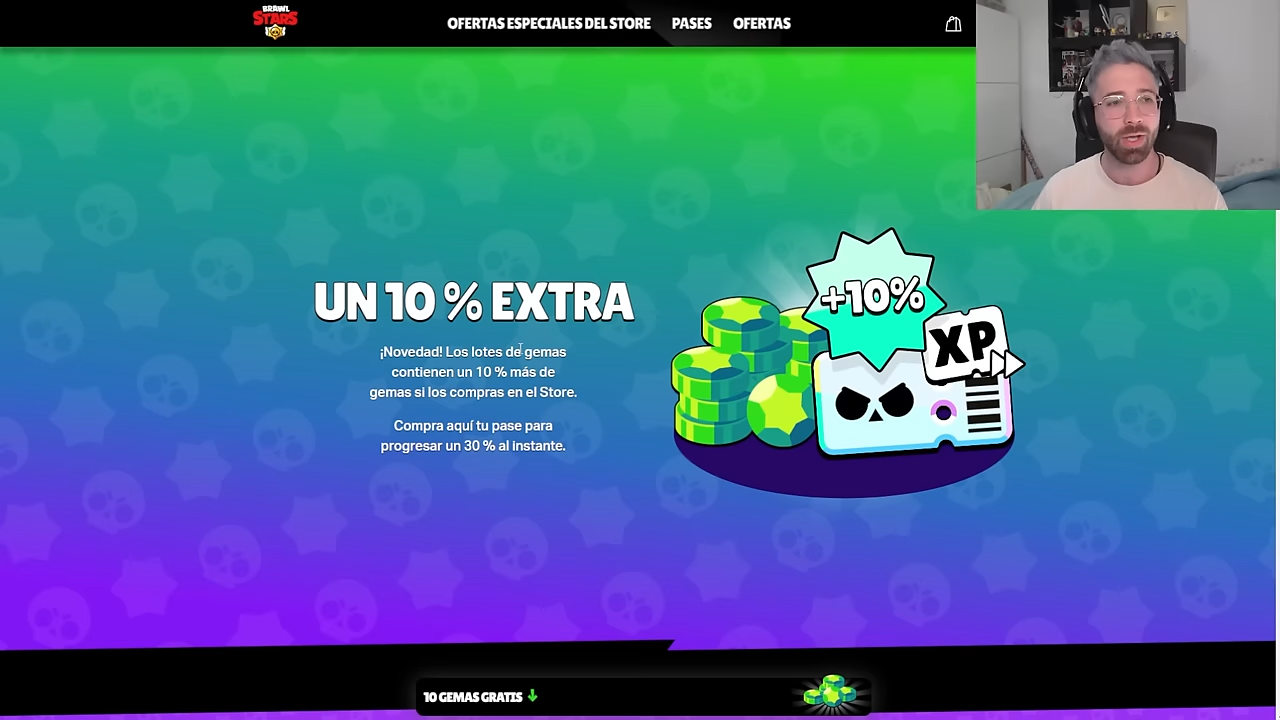 BRAWL
STARS
OFERTAS ESPECIALES DEL STORE
PASES
OFERTAS
UN 10 % EXTRA
¡Novedad! Los lotes de gemas
contienen un 10 % más de
gemas si los compras en el Store.
Compra aquí tu pase para
progresar un 30 % al instante.
+10%
XP
10 GEMAS GRATIS